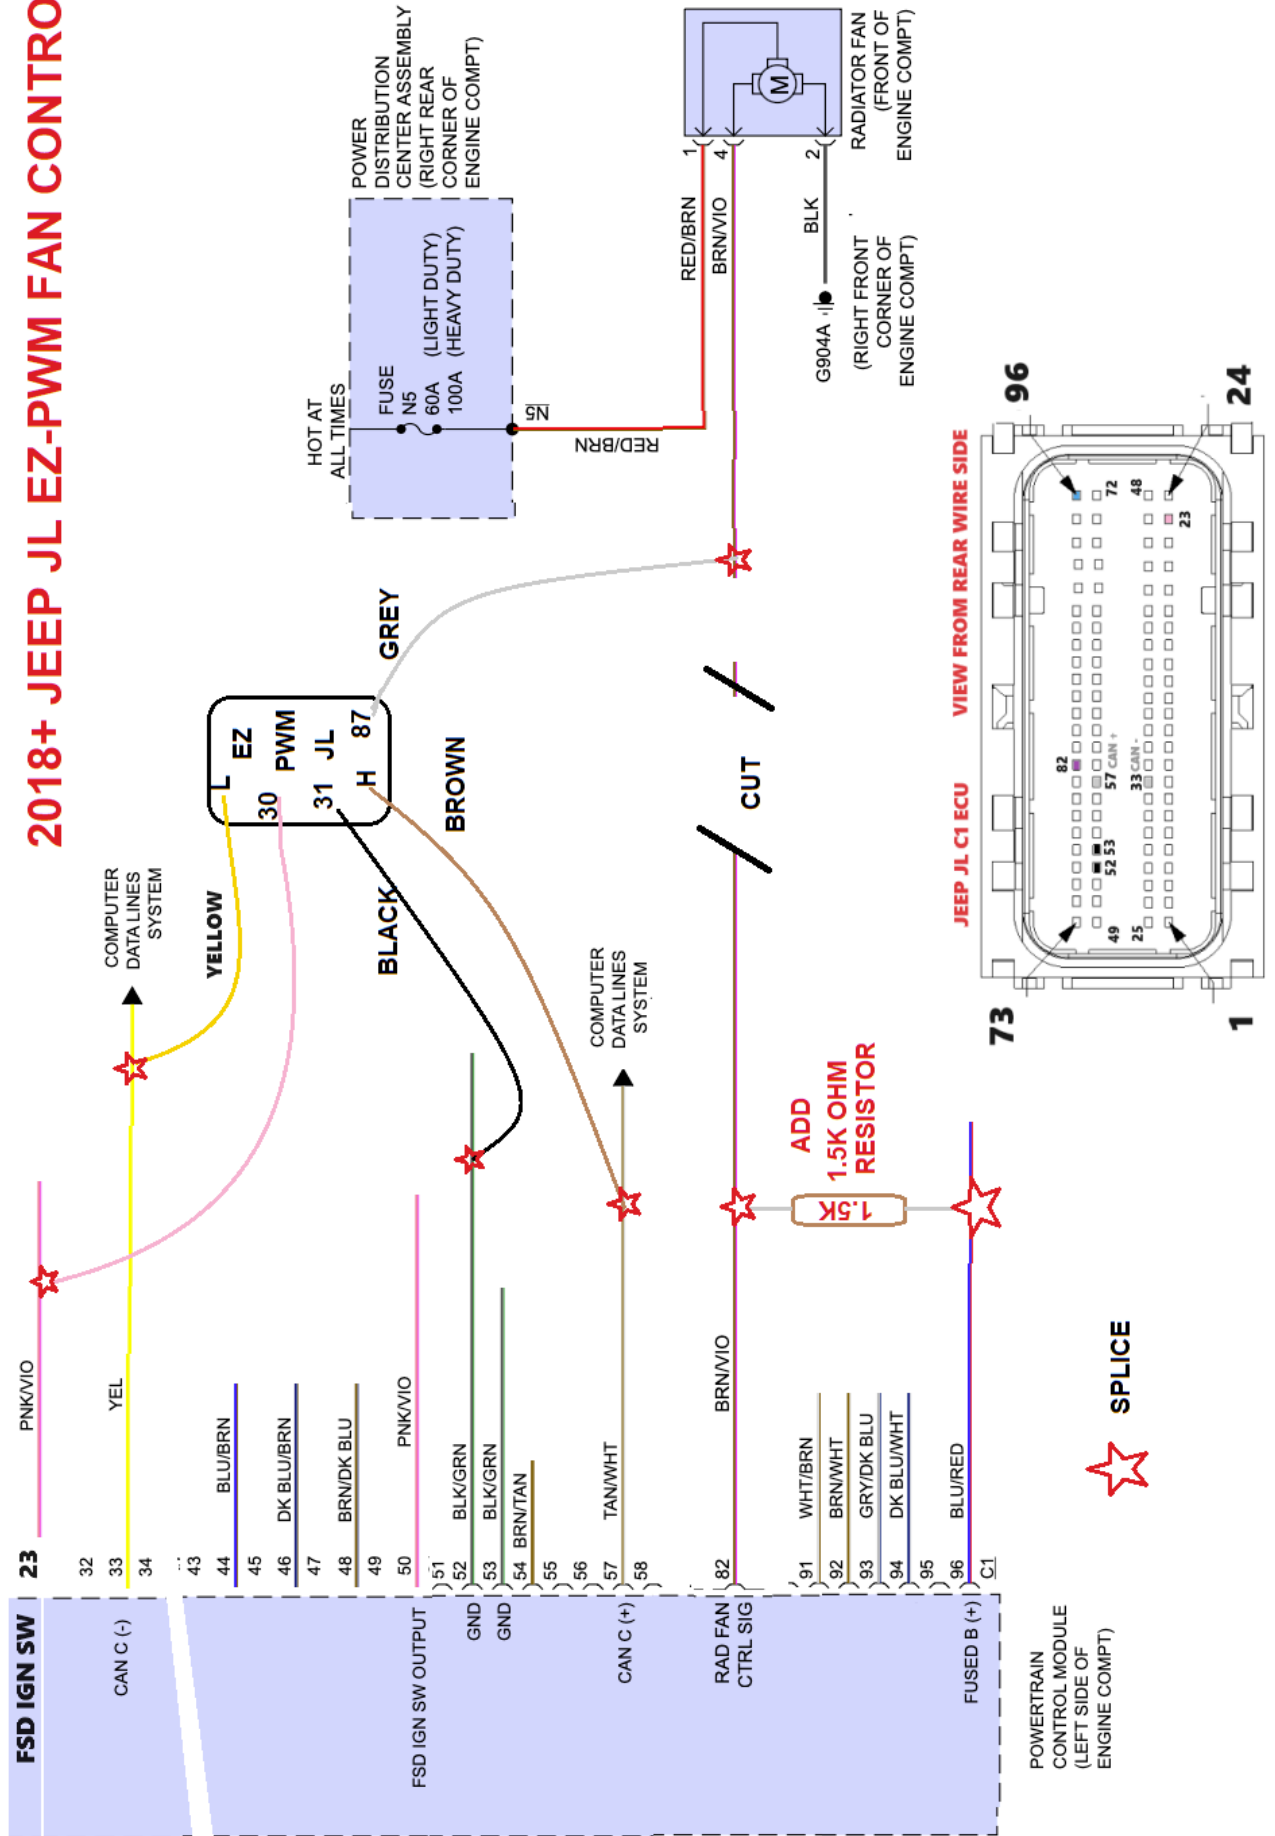 2018+ JEEP JL EZ-PWM FAN CONTRO
FSD IGN SW
23
PNK/VIO
32
33
34
CAN C (-)
YEL
COMPUTER
DATA LINES
SYSTEM
43
44
45
46
47
48
49
50
BLU/BRN
DK BLU/BRN
BRN/DK BLU
PNK/VIO
FSD IGN SW OUTPUT
51
52
53
54
55
56
57
58
GND
GND
BLK/GRN
BLK/GRN
BRN/TAN
CAN C (+)
TAN/WHT
COMPUTER
DATA LINES
SYSTEM
82
RAD FAN
CTRL SIG
BRN/VIO
91
92
93
94
95
96
C1
WHT/BRN
BRN/WHT
GRY/DK BLU
DK BLU/WHT
BLU/RED
FUSED B (+)
POWERTRAIN
CONTROL MODULE
(LEFT SIDE OF
ENGINE COMPT)
YELLOW
BLACK
BROWN
GREY
L
30
31
H
87
EZ
PWM
JL
CUT
ADD
1.5K OHM
RESISTOR
1.5K
SPLICE
HOT AT
ALL TIMES
FUSE
N5
60A (LIGHT DUTY)
100A (HEAVY DUTY)
POWER
DISTRIBUTION
CENTER ASSEMBLY
(RIGHT REAR
CORNER OF
ENGINE COMPT)
N5
RED/BRN
RED/BRN
BRN/VIO
BLK
1
4
2
M
RADIATOR FAN
(FRONT OF
ENGINE COMPT)
G904A
(RIGHT FRONT
CORNER OF
ENGINE COMPT)
JEEP JL C1 ECU
VIEW FROM REAR WIRE SIDE
73
96
82
49
52
53
57 CAN +
72
25
33 CAN -
48
1
23
24